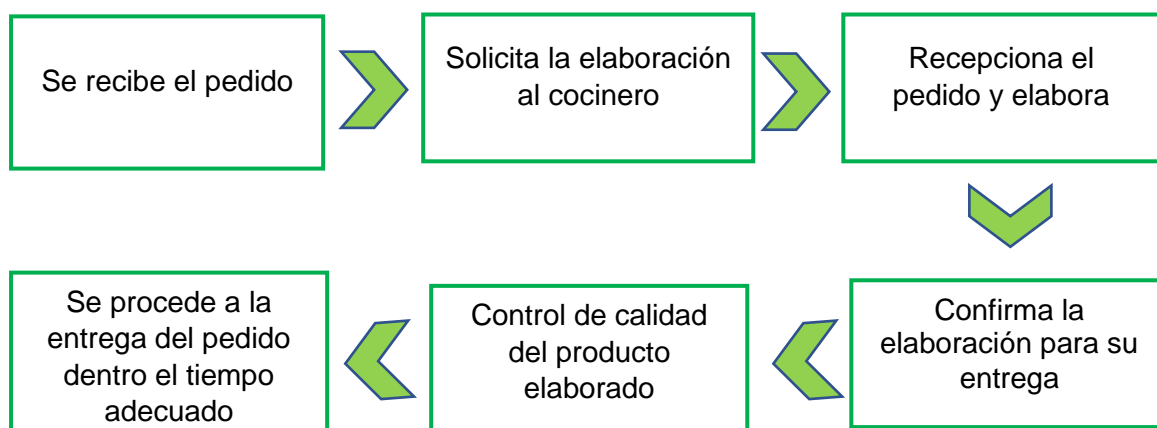 Se recibe el pedido
Solicita la elaboración
al cocinero
Recepciona el
pedido y elabora
Confirma la
elaboración para su
entrega
Control de calidad
del producto
elaborado
Se procede a la
entrega del pedido
dentro el tiempo
adecuado